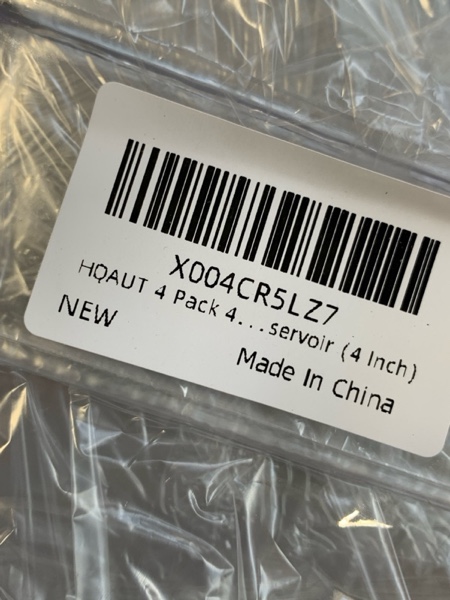 X004CR5LZ7
HQAUT 4 Pack 4...servoir (4 Inch)
NEW
Made In China